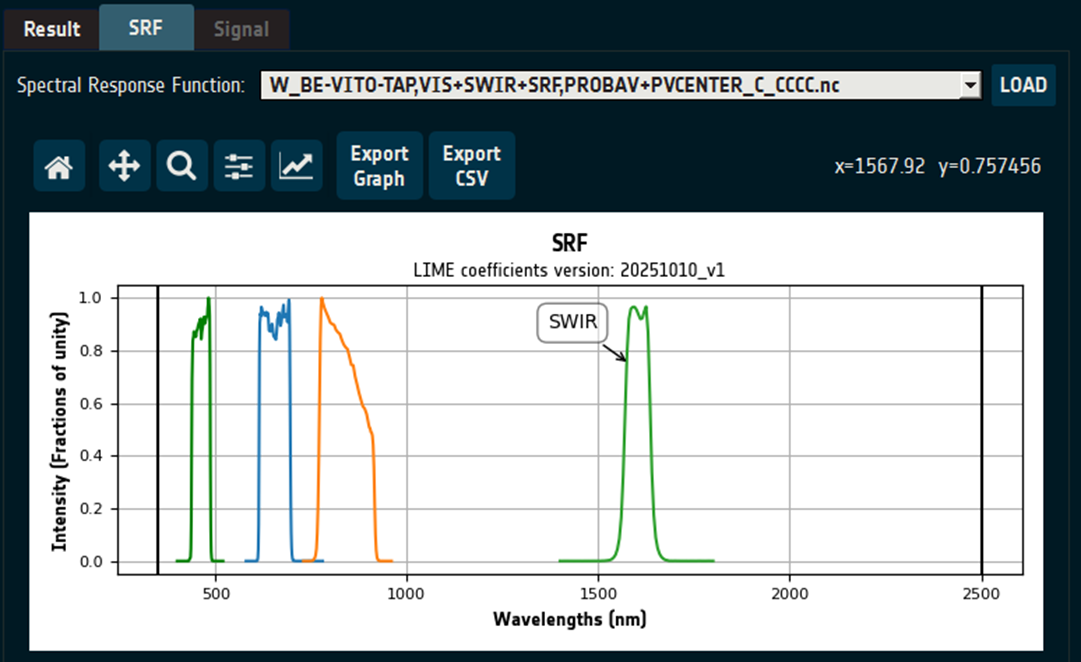 Result SRF Signal
Spectral Response Function: W_BE-VITO-TAP,VIS+SWIR+SRF,PROBAV+PVCENTER_C_CCCC.nc LOAD
Export Graph Export CSV x=1567.92 y=0.757456
SRF
LIME coefficients version: 20251010_v1
Intensity (Fractions of unity)
1.0
0.8
0.6
0.4
0.2
0.0
SWIR
500 1000 1500 2000 2500
Wavelengths (nm)